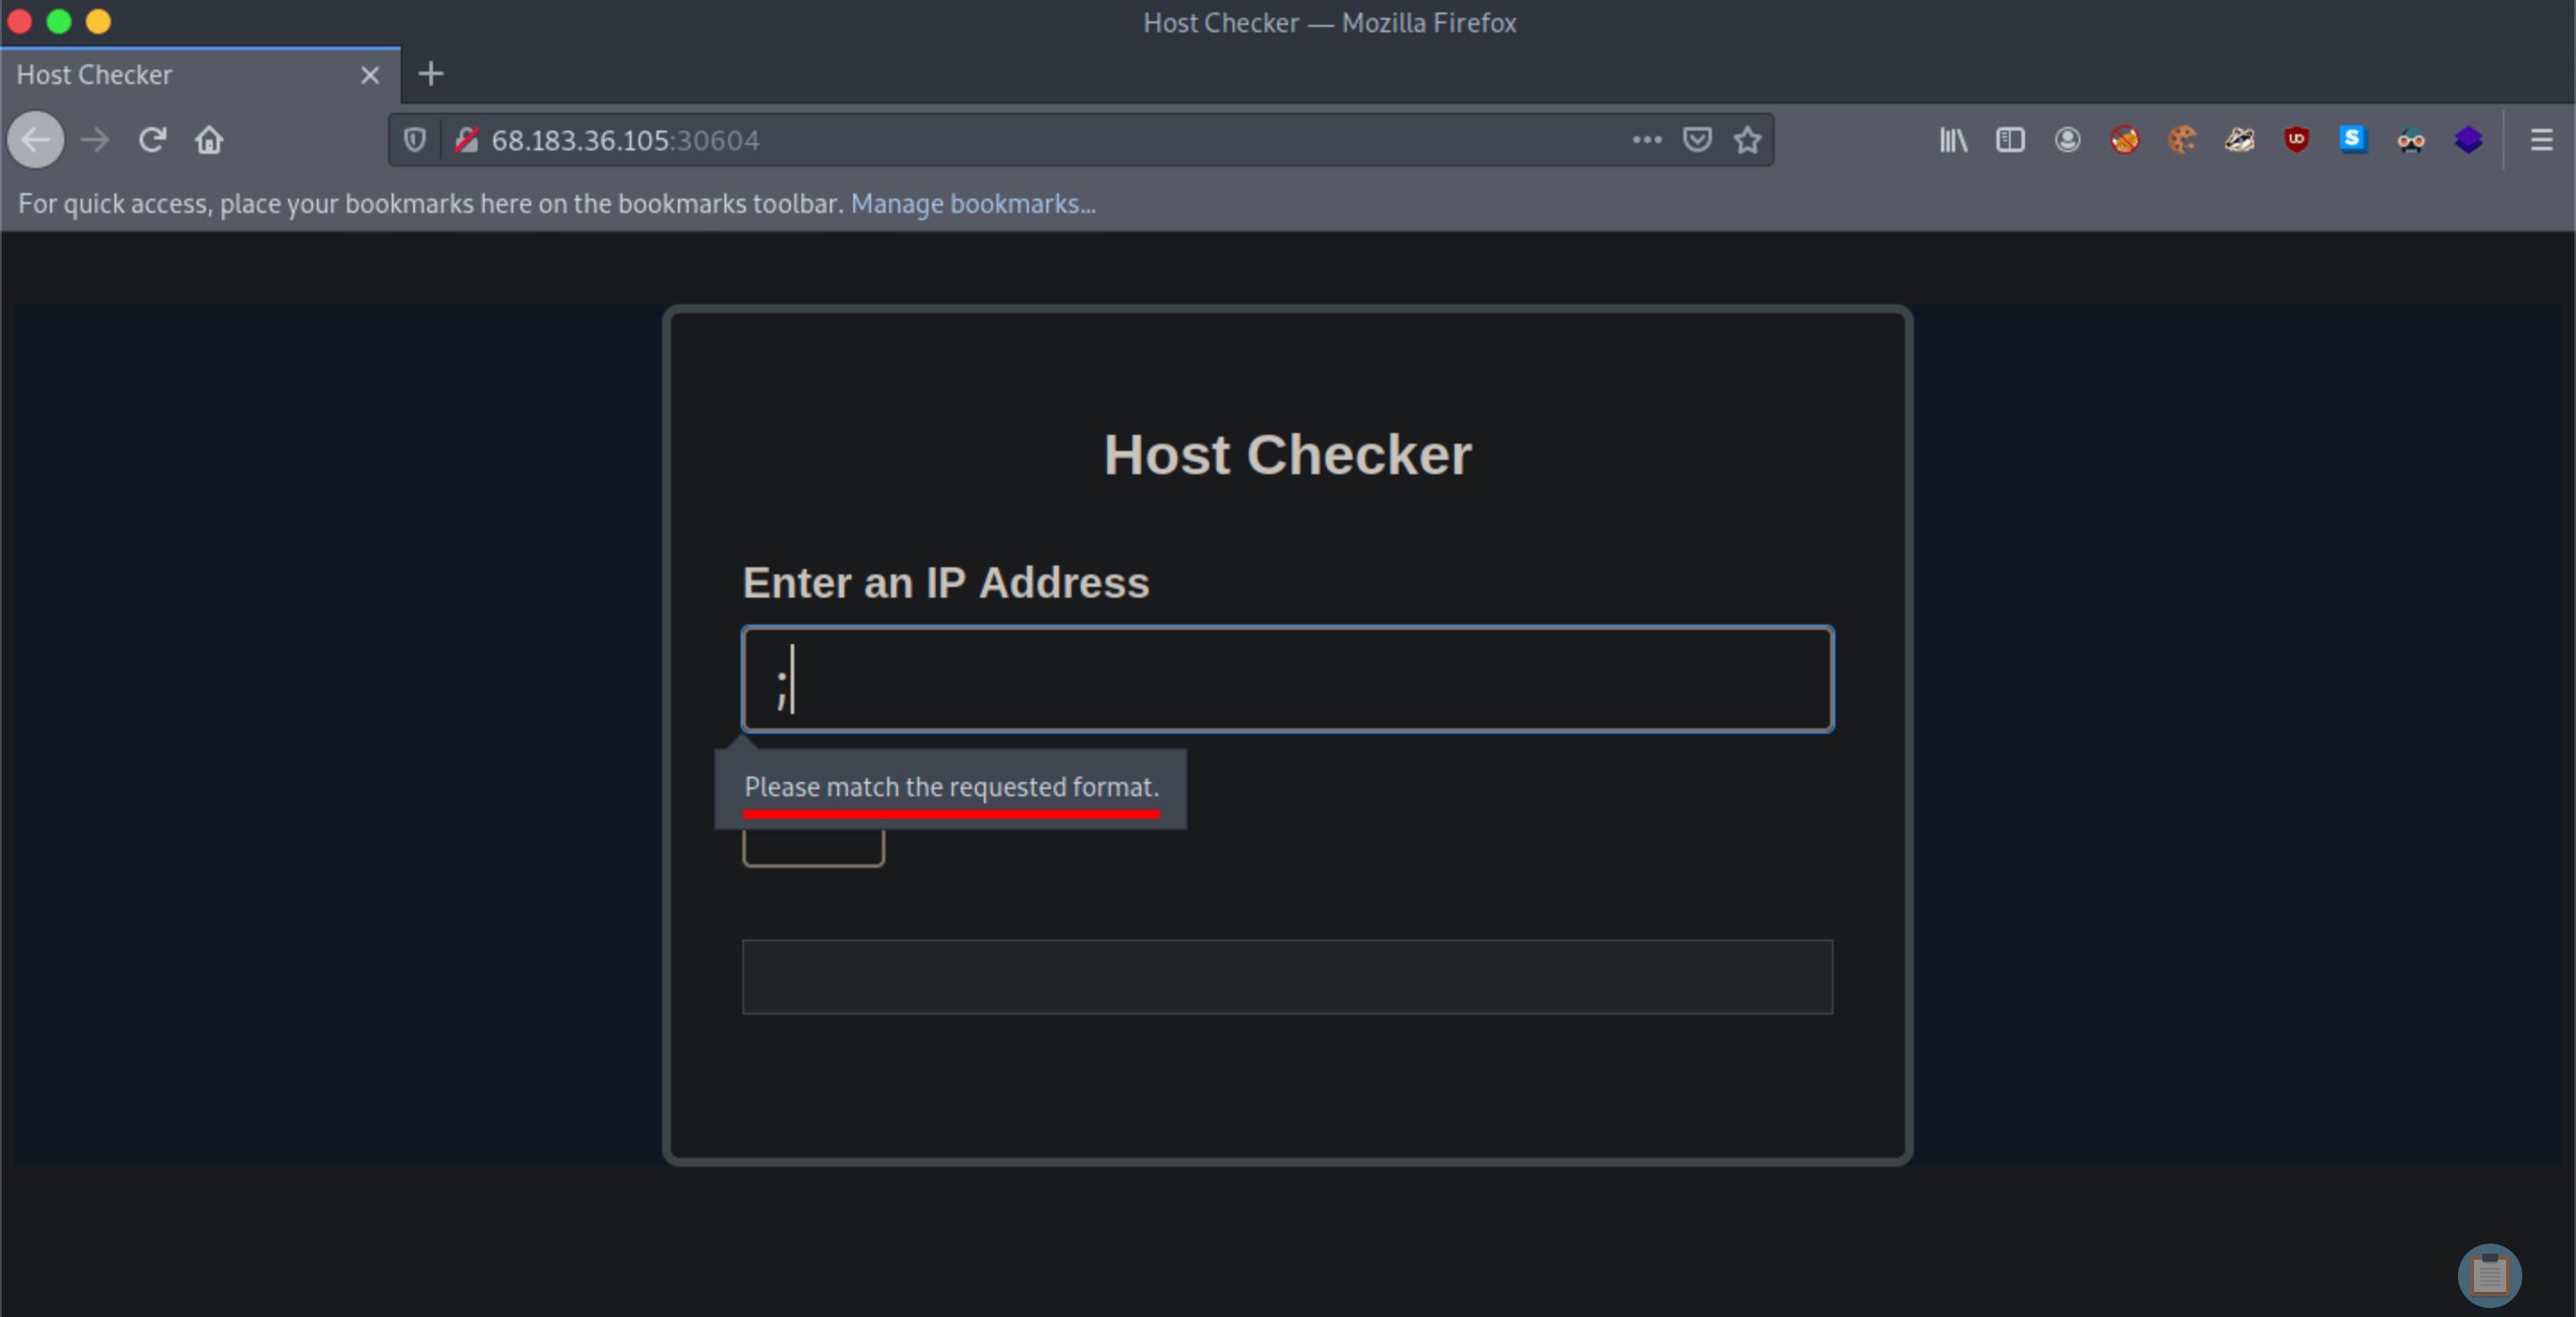 Host Checker — Mozilla Firefox
Host Checker
68.183.36.105:30604
For quick access, place your bookmarks here on the bookmarks toolbar. Manage bookmarks...
Host Checker
Enter an IP Address
;
Please match the requested format.